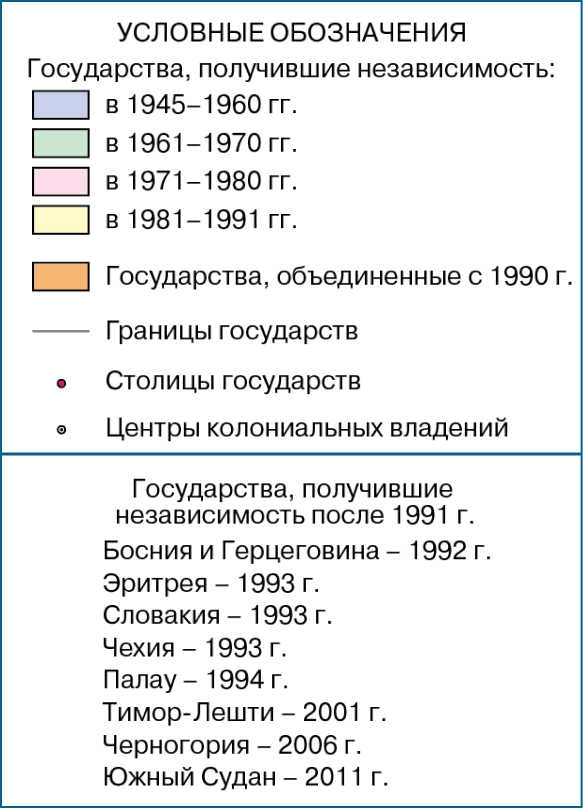 УСЛОВНЫЕ ОБОЗНАЧЕНИЯ
Государства, получившие независимость:
в 1945–1960 гг.
в 1961–1970 гг.
в 1971–1980 гг.
в 1981–1991 гг.
Государства, объединенные с 1990 г.
Границы государств
Столицы государств
Центры колониальных владений
Государства, получившие
независимость после 1991 г.
Босния и Герцеговина – 1992 г.
Эритрея – 1993 г.
Словакия – 1993 г.
Чехия – 1993 г.
Палау – 1994 г.
Тимор-Лешти – 2001 г.
Черногория – 2006 г.
Южный Судан – 2011 г.